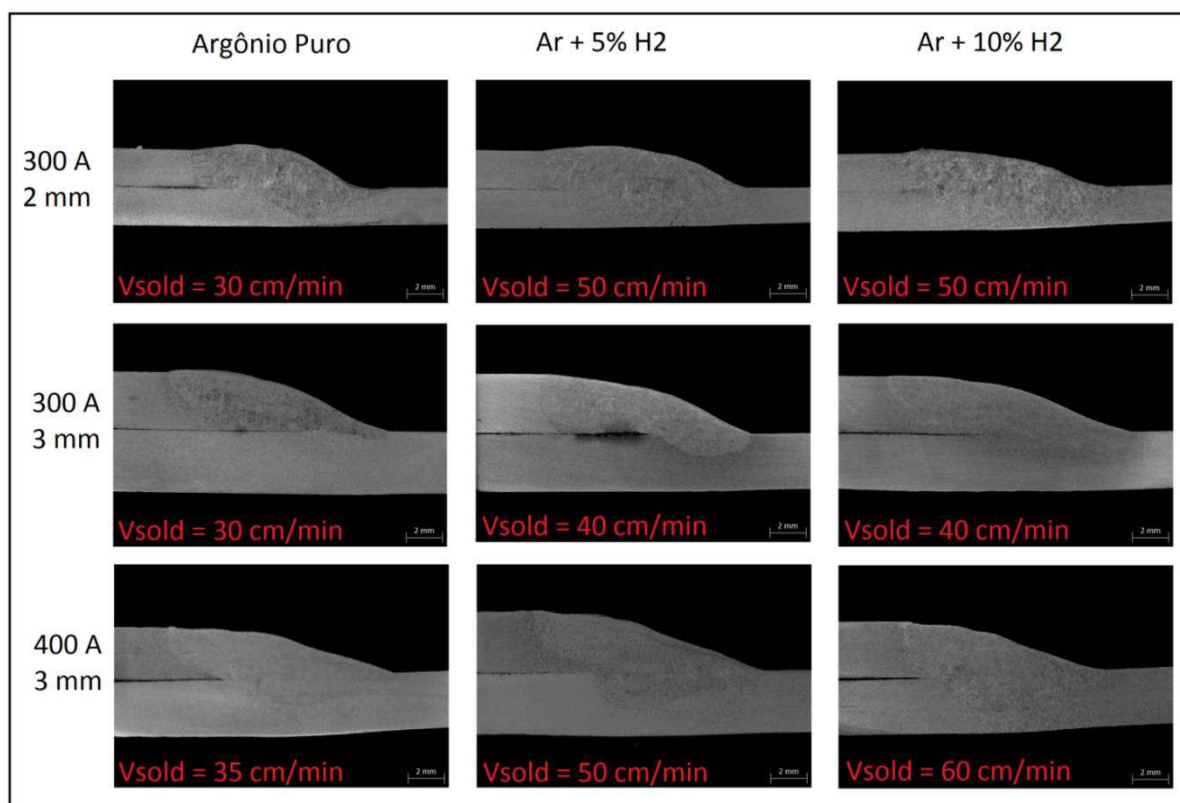 Argônio Puro
Ar + 5% H2
Ar + 10% H2
300 A
2 mm
Vsold = 30 cm/min
2 mm
Vsold = 50 cm/min
2 mm
Vsold = 50 cm/min
2 mm
300 A
3 mm
Vsold = 30 cm/min
2 mm
Vsold = 40 cm/min
2 mm
Vsold = 40 cm/min
2 mm
400 A
3 mm
Vsold = 35 cm/min
2 mm
Vsold = 50 cm/min
2 mm
Vsold = 60 cm/min
2 mm